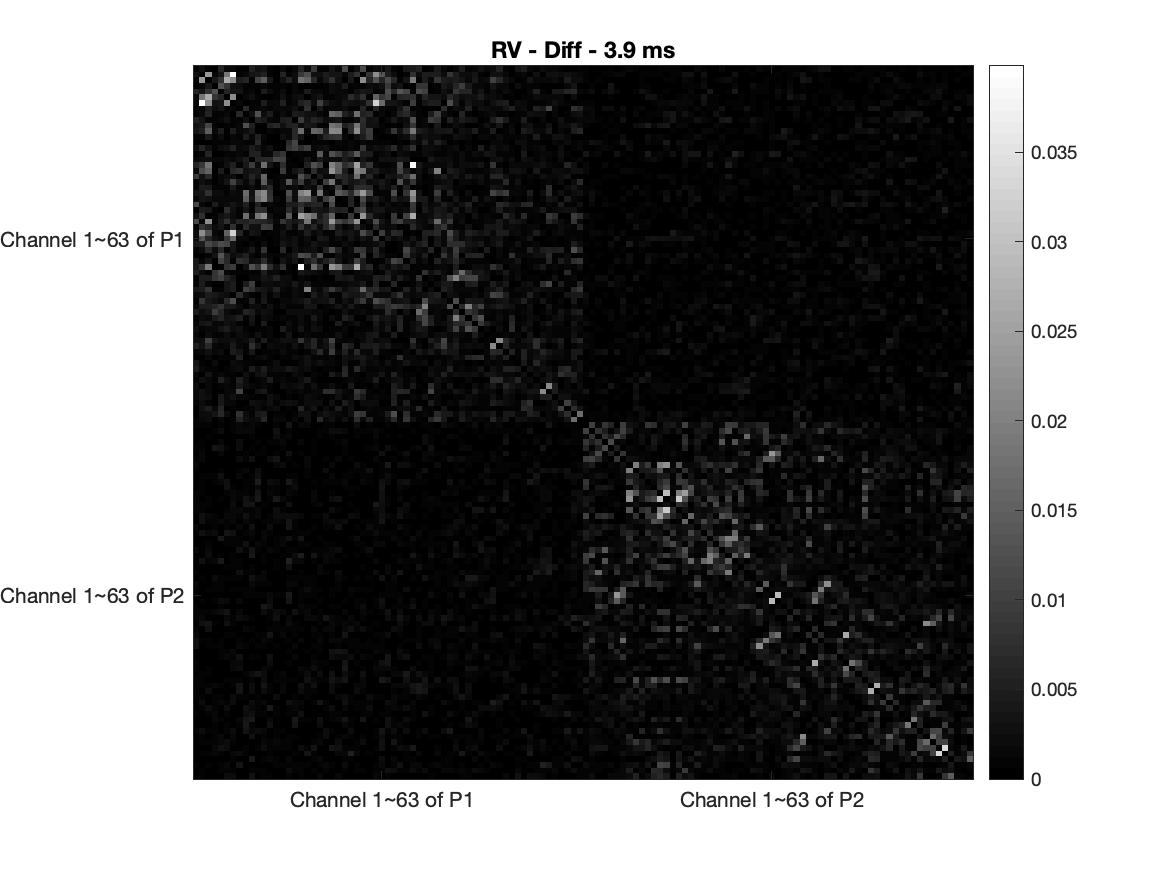 RV - Diff - 3.9 ms
0.035
0.03
Channel 1~63 of P1
0.025
0.02
0.015
Channel 1~63 of P2
0.01
0.005
0
Channel 1~63 of P1
Channel 1~63 of P2